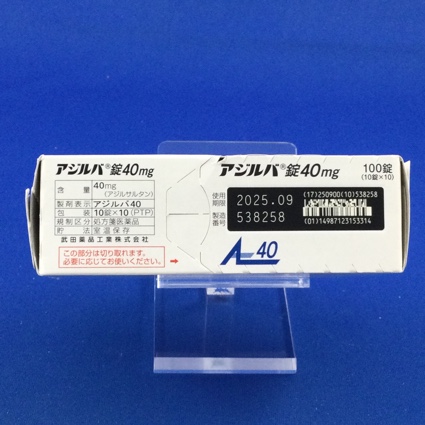 アジルバ®錠40mg
含量 40mg
(アジルサルタン)
製剤表示 アジルバ40
包装 10錠×10(PTP)
規制区分 処方箋医薬品
貯法 室温保存
武田薬品工業株式会社
この部分は切り取れます。
必要に応じてお使いください。
→
アジルバ®錠40mg 100錠
(10錠×10)
使用
期限 2025.09
製造
番号 538258
(17)250900(10)538258
(01)14987123153314
40